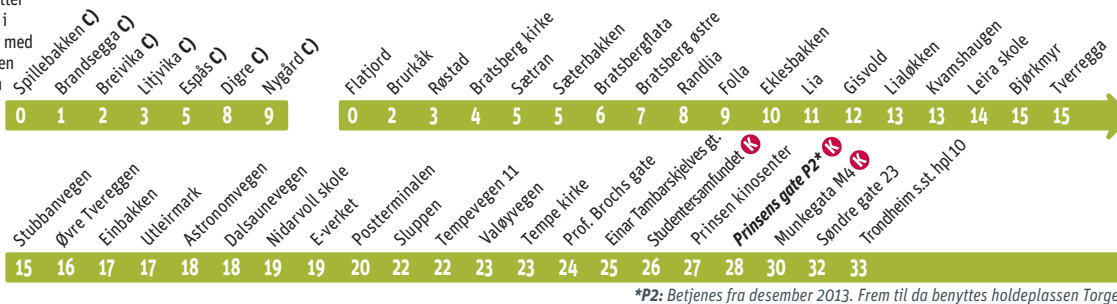 i
med
en
Spillebakken C)
Brandsegga C)
Breivika C)
Litjvika C)
Espås C)
Digre C)
Nygård C)
Flatjord
Brurkåk
Røstad
Bratsberg kirke
Sætran
Sæterbakken
Bratsbergflata
Bratsberg østre
Randlia
Folla
Eklesbakken
Lia
Gisvold
Lialøkken
Kvamshaugen
Leira skole
Bjørkmyr
Tverregga
0 1 2 3 5 8 9 0 2 3 4 5 5 6 7 8 9 10 11 12 13 13 14 15 15
Stubbanvegen
Øvre Tvereggen
Einbakken
Utleirmark
Astronomvegen
Dalsaunevegen
Nidarvoll skole
E-verket
Postterminalen
Sluppen
Tempevegen 11
Valøyvegen
Tempe kirke
Prof. Brochs gate
Einar Tambarskjelves gt.
Studentersamfundet K
Prinsen kinosenter
Prinsens gate P2* K
Munkegata M4 K
Søndre gate 23
Trondheim s.st. hpl 10
15 16 17 17 18 18 19 19 20 22 22 23 23 24 25 26 27 28 30 32 33
*P2: Betjenes fra desember 2013. Frem til da benyttes holdeplassen Torge